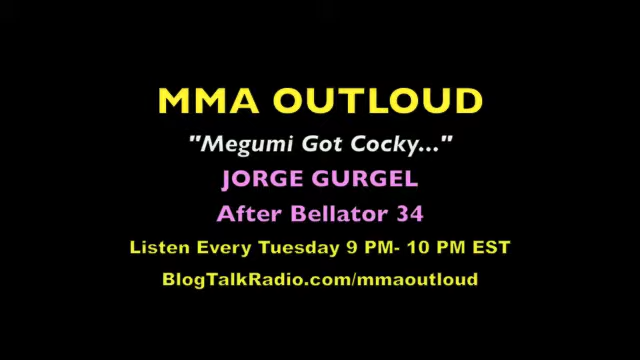 MMA OUTLOUD
"Megumi Got Cocky..."
JORGE GURGEL
After Bellator 34
Listen Every Tuesday 9 PM- 10 PM EST
BlogTalkRadio.com/mmaoutloud